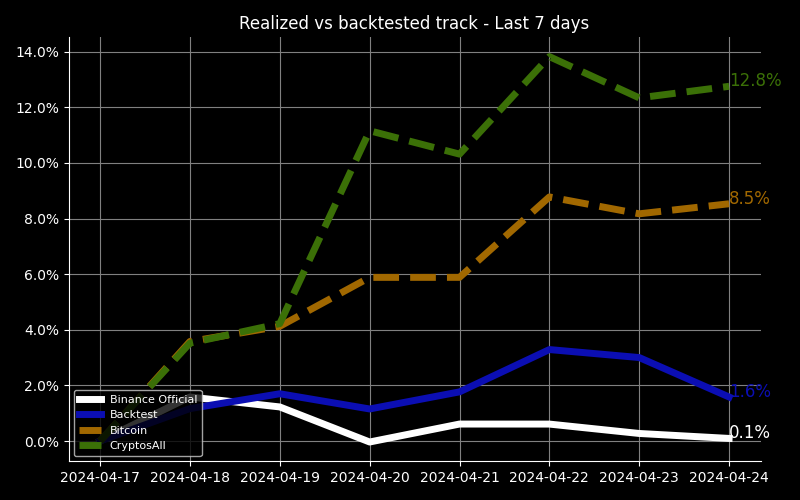 Realized vs backtested track - Last 7 days
14.0%
12.0%
10.0%
8.0%
6.0%
4.0%
2.0%
0.0%
12.8%
8.5%
1.6%
0.1%
Binance Official
Backtest
Bitcoin
CryptosAll
2024-04-17 2024-04-18 2024-04-19 2024-04-20 2024-04-21 2024-04-22 2024-04-23 2024-04-24